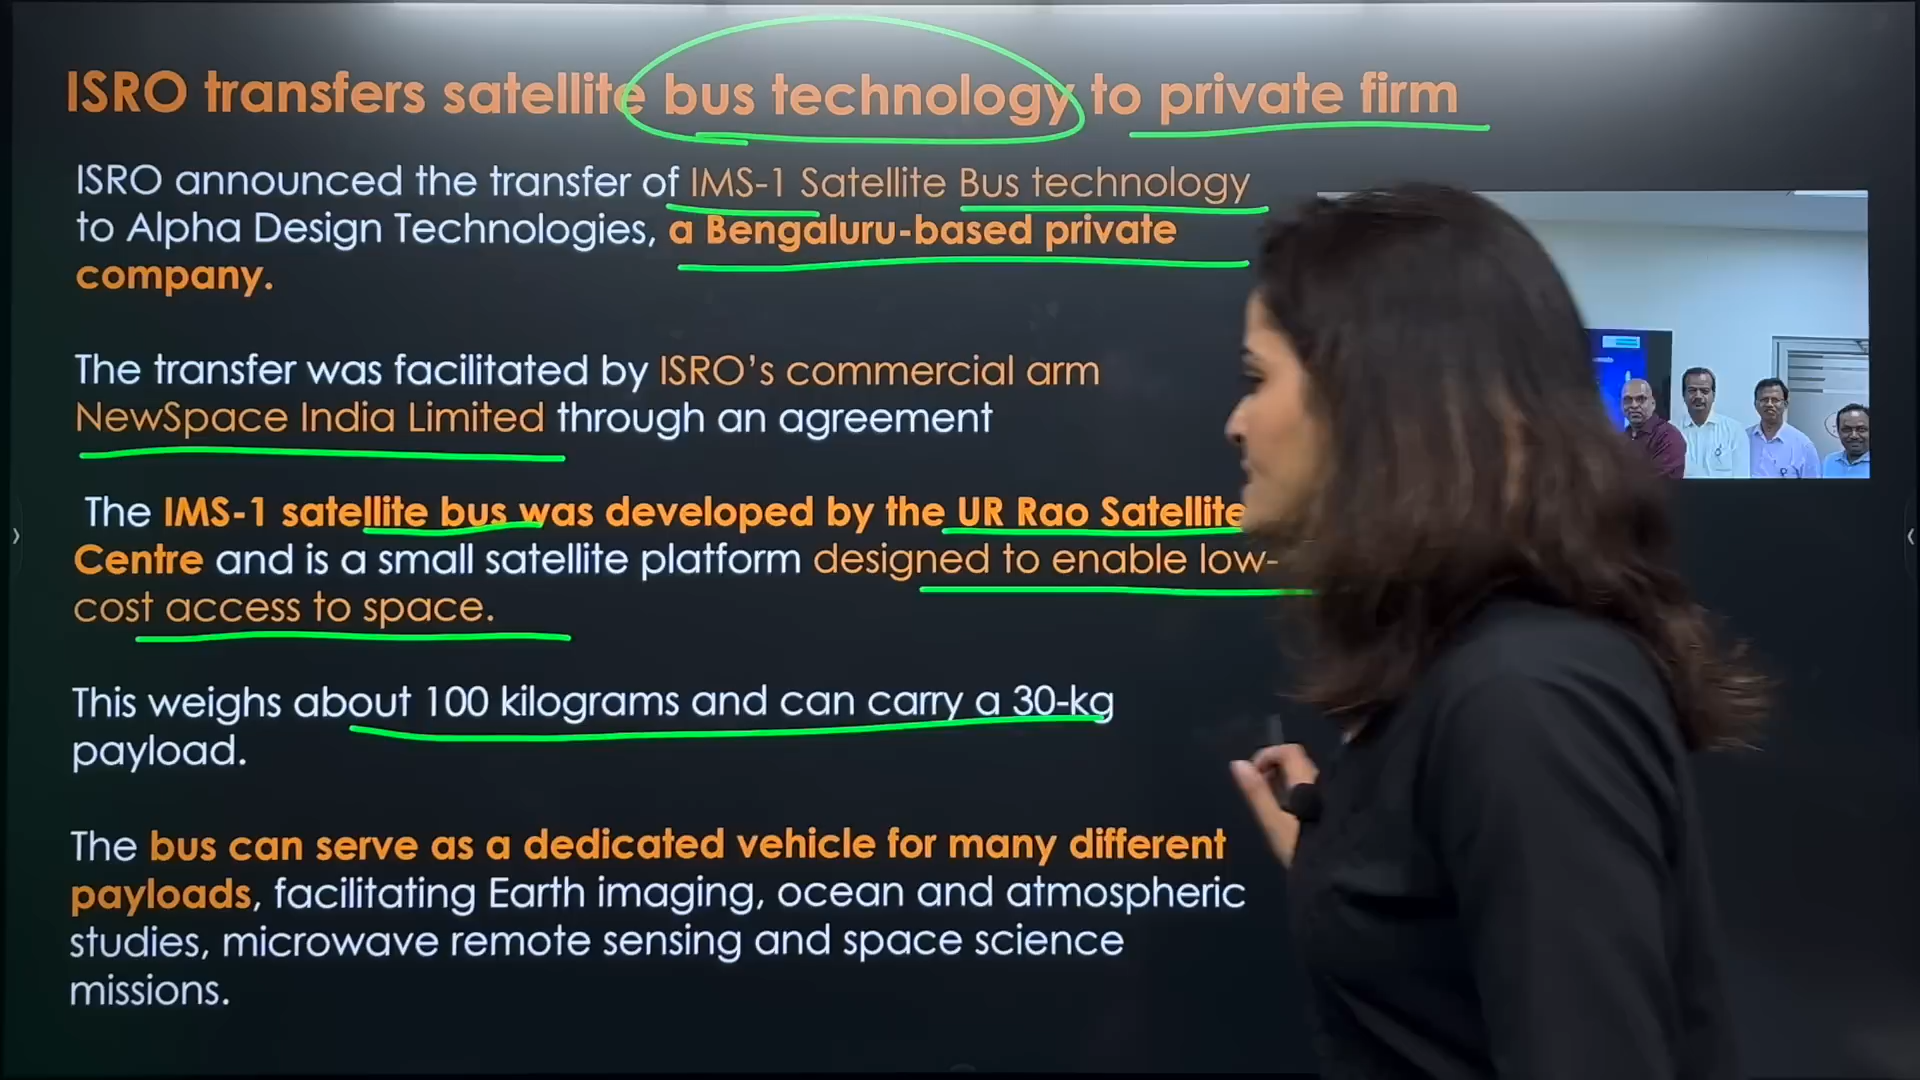 ISRO transfers satellite bus technology to private firm
ISRO announced the transfer of IMS-1 Satellite Bus technology
to Alpha Design Technologies, a Bengaluru-based private
company.
The transfer was facilitated by ISRO’s commercial arm
NewSpace India Limited through an agreement
The IMS-1 satellite bus was developed by the UR Rao Satellite
Centre and is a small satellite platform designed to enable low-
cost access to space.
This weighs about 100 kilograms and can carry a 30-kg
payload.
The bus can serve as a dedicated vehicle for many different
payloads, facilitating Earth imaging, ocean and atmospheric
studies, microwave remote sensing and space science
missions.